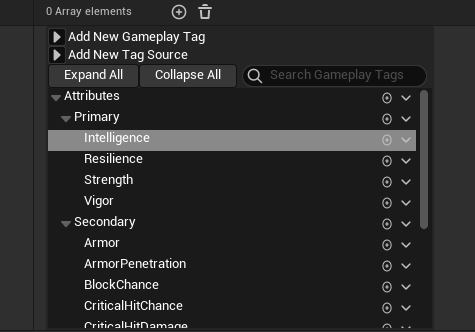 0 Array elements
Add New Gameplay Tag
Add New Tag Source
Expand All Collapse All Search Gameplay Tags
Attributes
Primary
Intelligence
Resilience
Strength
Vigor
Secondary
Armor
ArmorPenetration
BlockChance
CriticalHitChance
CriticalHitDamage